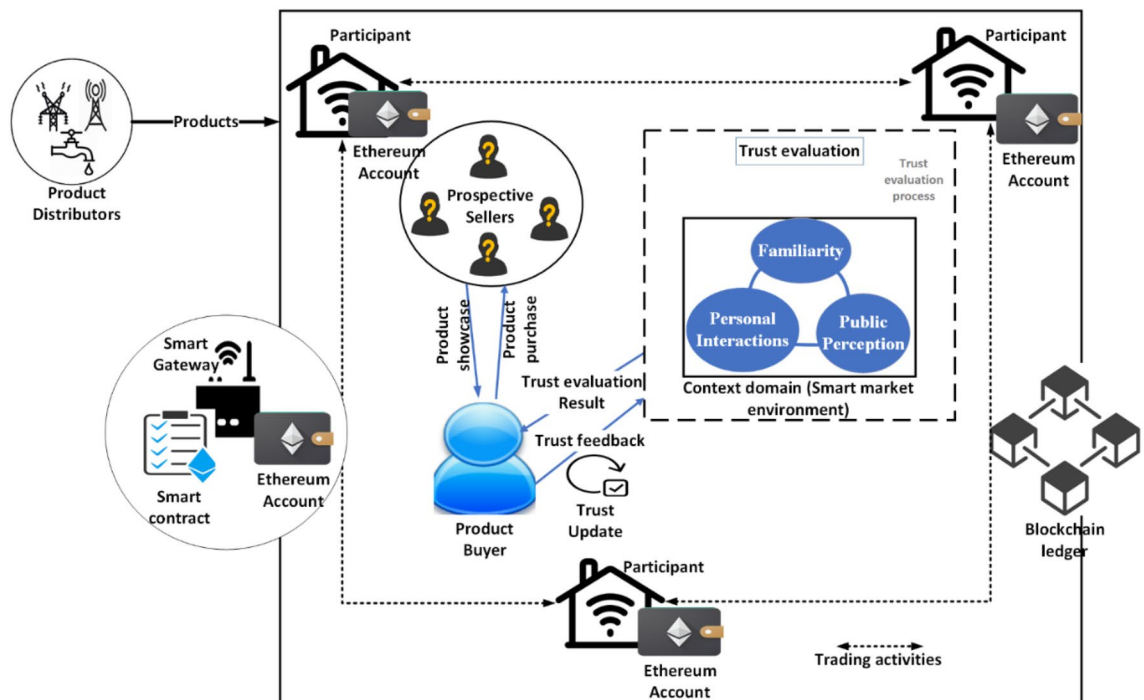 Participant
Participant
Products
Product
Distributors
Ethereum
Account
Ethereum
Account
Prospective
Sellers
?
?
?
?
Trust evaluation
Trust
evaluation
process
Familiarity
Personal
Interactions
Public
Perception
Context domain (Smart market
environment)
Product
showcase
Product
purchase
Trust evaluation
Result
Trust feedback
Trust
Update
Product
Buyer
Smart
Gateway
Smart
contract
Ethereum
Account
Blockchain
ledger
Participant
Ethereum
Account
Trading activities